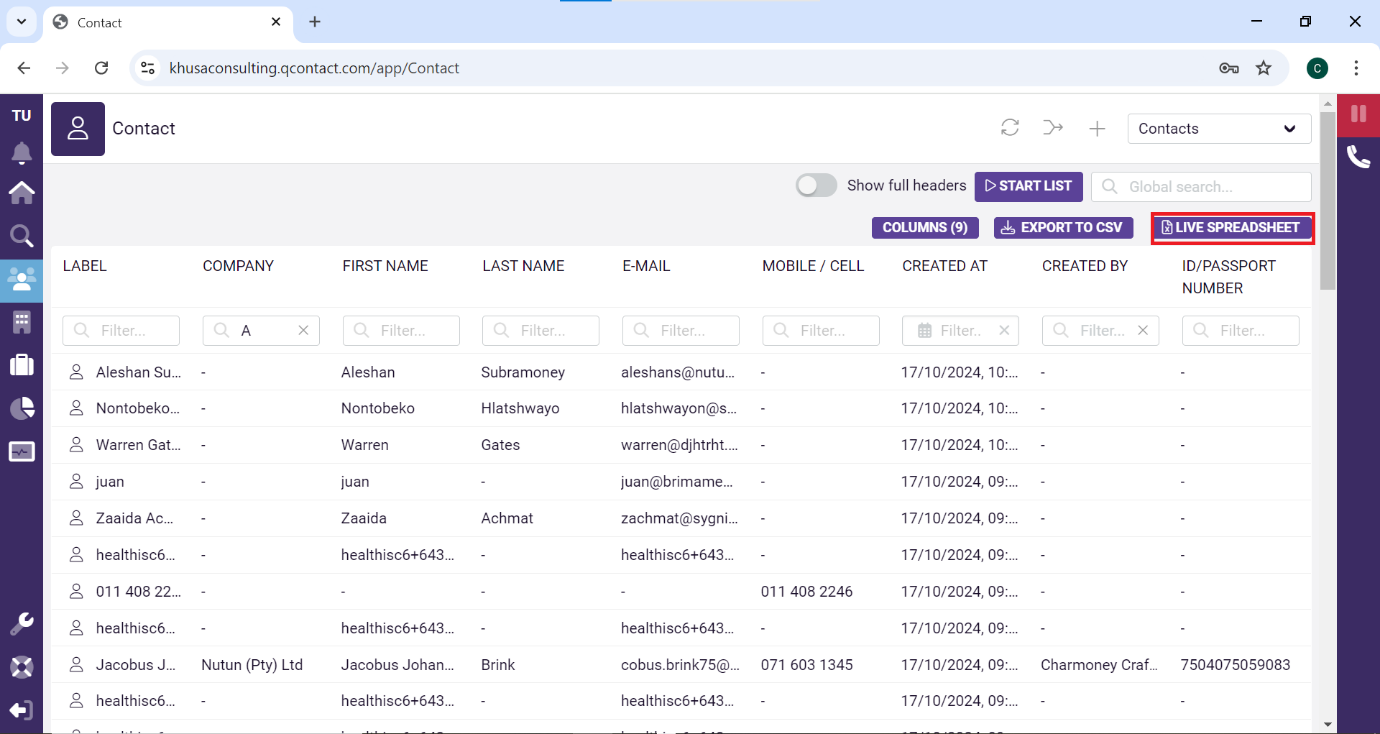 Contact
khusaconsulting.qcontact.com/app/Contact
C
TU
Contact
Contacts
Show full headers
START LIST
Global search...
COLUMNS (9)
EXPORT TO CSV
LIVE SPREADSHEET
LABEL COMPANY FIRST NAME LAST NAME E-MAIL MOBILE / CELL CREATED AT CREATED BY ID/PASSPORT NUMBER
Filter... A Filter... Filter... Filter... Filter... Filter.. Filter... Filter...
Aleshan Su... - Aleshan Subramoney aleshans@nutu... - 17/10/2024, 10:... - -
Nontobeko... - Nontobeko Hlatshwayo hlatshwayon@s... - 17/10/2024, 10:... - -
Warren Gat... - Warren Gates warren@djhtrht.... - 17/10/2024, 10:... - -
juan - juan - juan@brimame... - 17/10/2024, 09:... - -
Zaaida Ac... - Zaaida Achmat zachmat@sygni... - 17/10/2024, 09:... - -
healthisc6... - healthisc6+643... - healthisc6+643... - 17/10/2024, 09:... - -
011 408 22... - - - - 011 408 2246 17/10/2024, 09:... - -
healthisc6... - healthisc6+643... - healthisc6+643... - 17/10/2024, 09:... - -
Jacobus J... Nutun (Pty) Ltd Jacobus Johan... Brink cobus.brink75@... 071 603 1345 17/10/2024, 09:... Charmoney Craf... 7504075059083
healthisc6... - healthisc6+643... - healthisc6+643... - 17/10/2024, 09:... - -